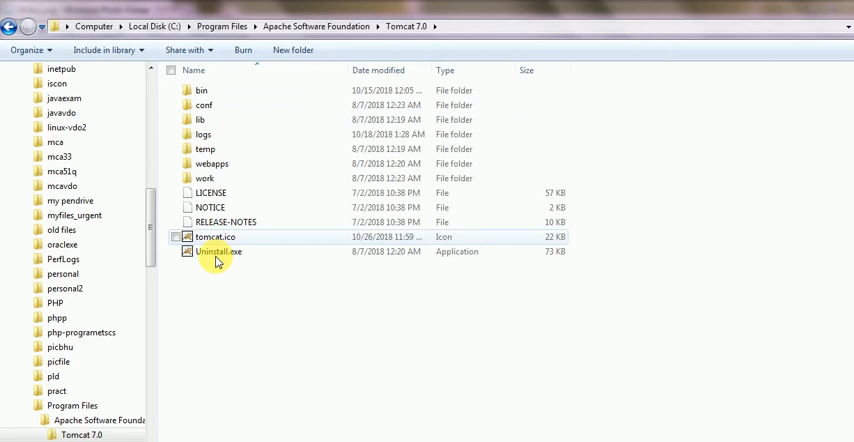 Computer ▸ Local Disk (C:) ▸ Program Files ▸ Apache Software Foundation ▸ Tomcat 7.0 ▸
Organize ▾ Include in library ▾ Share with ▾ Burn New folder
inetpub
iscon
javaexam
javavdo
linux-vdo2
mca
mca33
mca51q
mcavdo
my pendrive
myfiles_urgent
old files
oraclexe
PerfLogs
personal
personal2
PHP
phpp
php-programetscs
picbhu
picfile
pld
pract
Program Files
Apache Software Founda
Tomcat 7.0
Name Date modified Type Size
bin 10/15/2018 12:05 ... File folder
conf 8/7/2018 12:23 AM File folder
lib 8/7/2018 12:19 AM File folder
logs 10/18/2018 1:28 AM File folder
temp 8/7/2018 12:19 AM File folder
webapps 8/7/2018 12:20 AM File folder
work 8/7/2018 12:23 AM File folder
LICENSE 7/2/2018 10:38 PM File 57 KB
NOTICE 7/2/2018 10:38 PM File 2 KB
RELEASE-NOTES 7/2/2018 10:38 PM File 10 KB
tomcat.ico 10/26/2018 11:59 ... Icon 22 KB
Uninstall.exe 8/7/2018 12:20 AM Application 73 KB